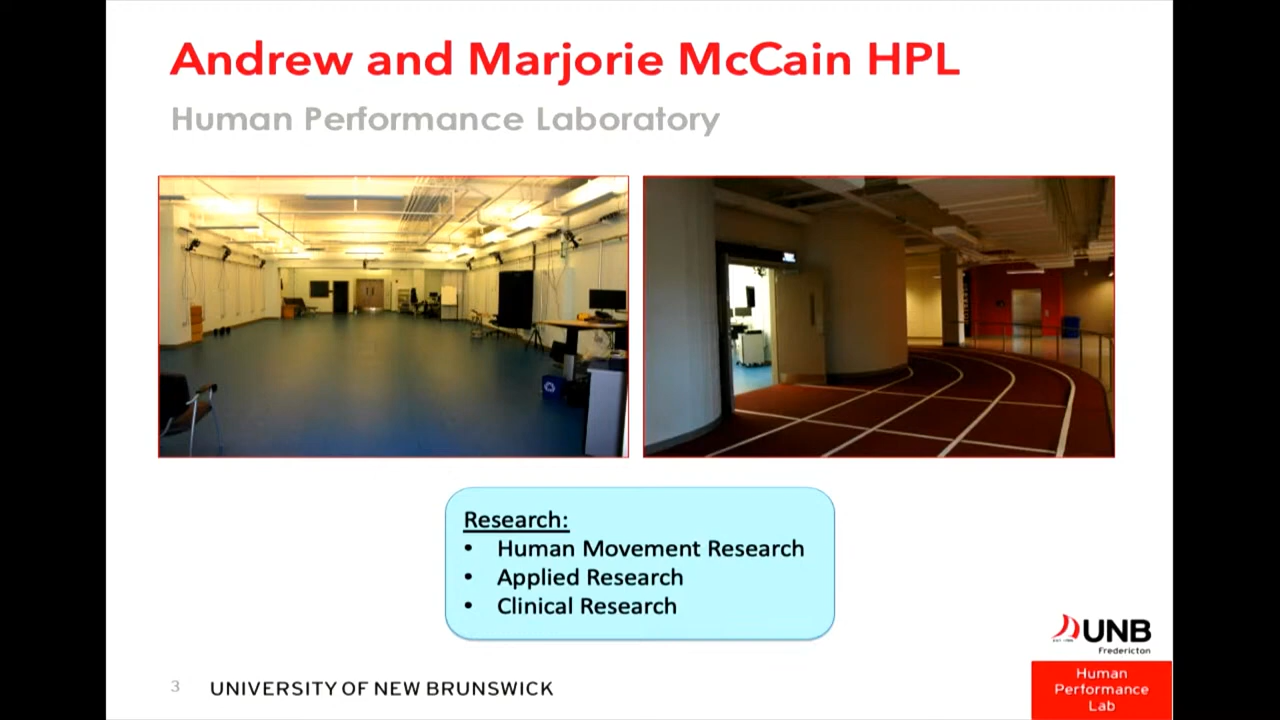 Andrew and Marjorie McCain HPL
Human Performance Laboratory
Research:
• Human Movement Research
• Applied Research
• Clinical Research
UNB
Fredericton
Human
Performance
Lab
3 UNIVERSITY OF NEW BRUNSWICK